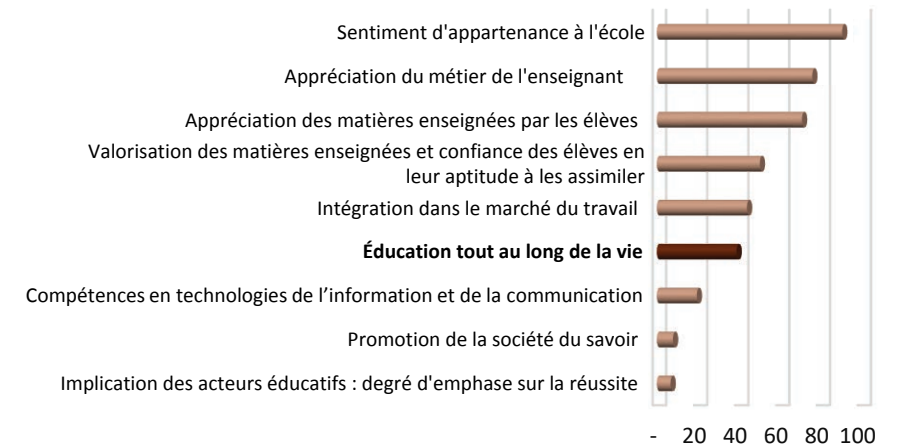 Sentiment d'appartenance à l'école
Appréciation du métier de l'enseignant
Appréciation des matières enseignées par les élèves
Valorisation des matières enseignées et confiance des élèves en
leur aptitude à les assimiler
Intégration dans le marché du travail
Éducation tout au long de la vie
Compétences en technologies de l’information et de la communication
Promotion de la société du savoir
Implication des acteurs éducatifs : degré d'emphase sur la réussite
- 20 40 60 80 100